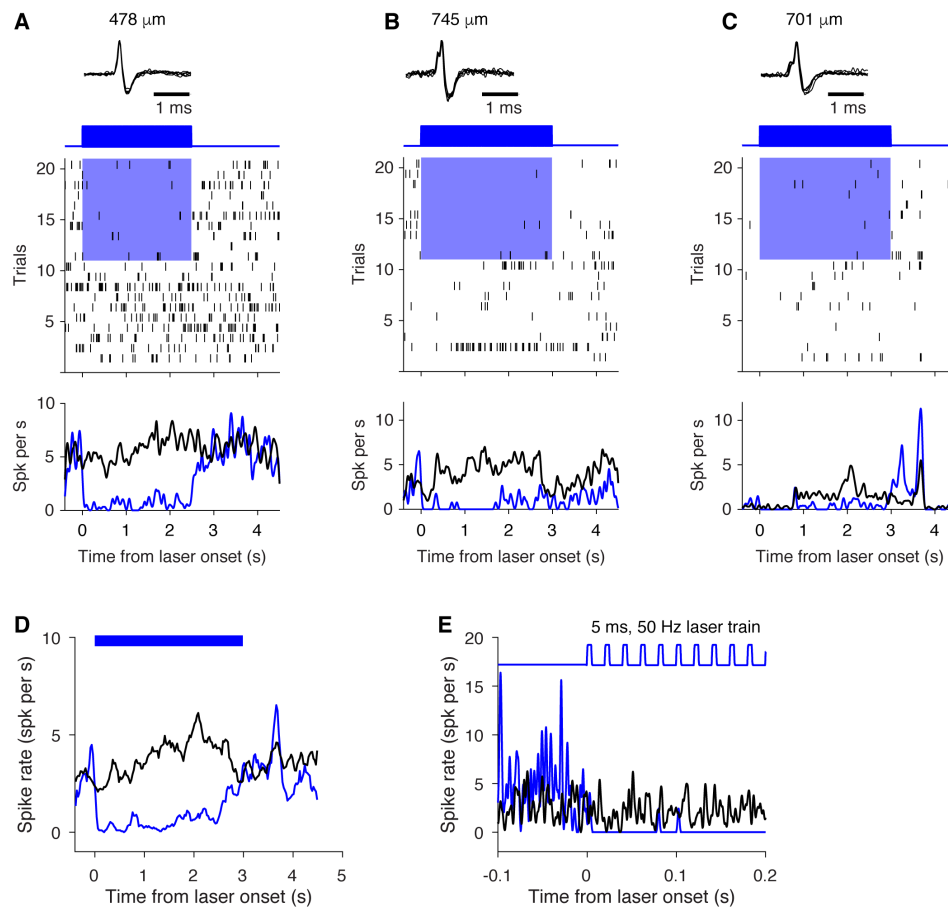 A 478 μm B 745 μm C 701 μm
1 ms 1 ms 1 ms
20 20 20
15 15 15
Trials Trials Trials
10 10 10
5 5 5
10 10 10
Spk per s Spk per s Spk per s
5 5 5
0 0 0
0 1 2 3 4 0 1 2 3 4 0 1 2 3 4
Time from laser onset (s) Time from laser onset (s) Time from laser onset (s)
D E 5 ms, 50 Hz laser train
10 20
15
Spike rate (spk per s) Spike rate (spk per s)
5 10
5
0 0
0 1 2 3 4 5 -0.1 0 0.1 0.2
Time from laser onset (s) Time from laser onset (s)